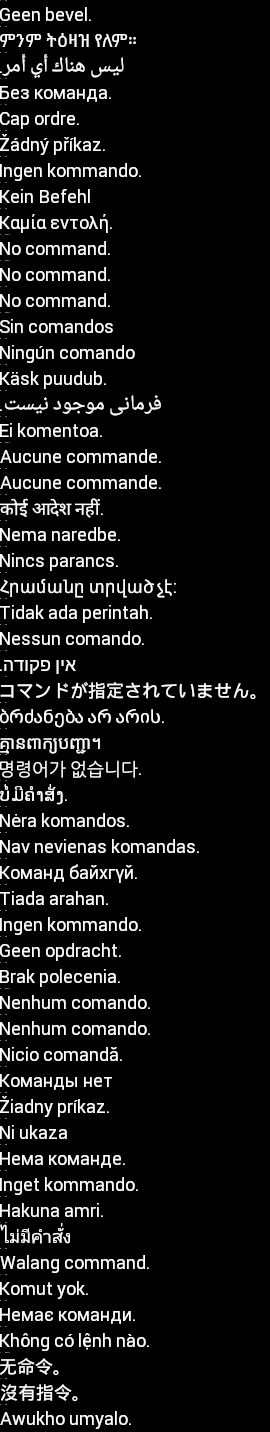 Geen bevel.
ምንም ትዕዛዝ የለም።
ليس هناك أي أمر.
Без команда.
Cap ordre.
Žádný příkaz.
Ingen kommando.
Kein Befehl
Καμία εντολή.
No command.
No command.
No command.
Sin comandos
Ningún comando
Käsk puudub.
فرمانی موجود نیست.
Ei komentoa.
Aucune commande.
Aucune commande.
कोई आदेश नहीं.
Nema naredbe.
Nincs parancs.
Հրամանը տրված չէ:
Tidak ada perintah.
Nessun comando.
אין פקודה.
コマンドが指定されていません。
ბრძანება არ არის.
គ្មានពាក្យបញ្ជា។
명령어가 없습니다.
ບໍ່ມີຄຳສັ່ງ.
Nėra komandos.
Nav nevienas komandas.
Команд байхгүй.
Tiada arahan.
Ingen kommando.
Geen opdracht.
Brak polecenia.
Nenhum comando.
Nenhum comando.
Nicio comandă.
Команды нет
Žiadny príkaz.
Ni ukaza
Нема команде.
Inget kommando.
Hakuna amri.
ไม่มีคำสั่ง
Walang command.
Komut yok.
Немає команди.
Không có lệnh nào.
无命令。
沒有指令。
Awukho umyalo.